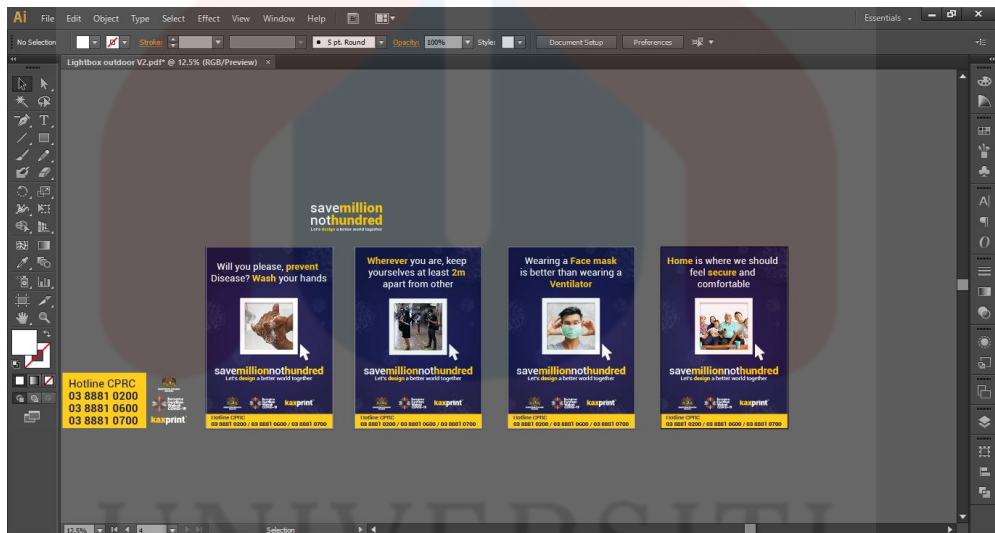 Ai File Edit Object Type Select Effect View Window Help
Essentials
No Selection
Stroke:
5 pt. Round
Opacity: 100%
Style:
Document Setup
Preferences
Lightbox outdoor V2.pdf* @ 12.5% (RGB/Preview) ×
savemillion
nothundred
Let's design a better world together
Will you please, prevent
Disease? Wash your hands
savemillionnothundred
Let's design a better world together
kaxprint
Hotline CPRC
03 8881 0200 / 03 8881 0600 / 03 8881 0700
Wherever you are, keep
yourselves at least 2m
apart from other
savemillionnothundred
Let's design a better world together
kaxprint
Hotline CPRC
03 8881 0200 / 03 8881 0600 / 03 8881 0700
Wearing a Face mask
is better than wearing a
Ventilator
savemillionnothundred
Let's design a better world together
kaxprint
Hotline CPRC
03 8881 0200 / 03 8881 0600 / 03 8881 0700
Home is where we should
feel secure and
comfortable
savemillionnothundred
Let's design a better world together
kaxprint
Hotline CPRC
03 8881 0200 / 03 8881 0600 / 03 8881 0700
Hotline CPRC
03 8881 0200
03 8881 0600
03 8881 0700
kaxprint
UNIVERSITI
12.5%
4
Selection